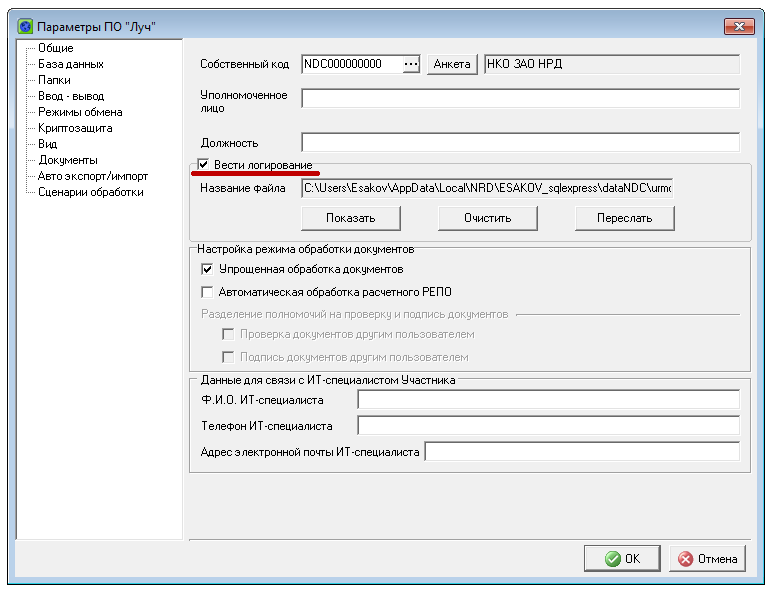 Параметры ПО "Луч"
Общие
База данных
Папки
Ввод - вывод
Режимы обмена
Криптозащита
Вид
Документы
Авто экспорт/импорт
Сценарии обработки
Собственный код NDC000000000 ... Анкета НКО ЗАО НРД
Уполномоченное
лицо
Должность
Вести логирование
Название файла C:\Users\Esakov\AppData\Local\NRD\ESAKOV_sqlexpress\dataNDC\urmc
Показать Очистить Переслать
Настройка режима обработки документов
Упрощенная обработка документов
Автоматическая обработка расчетного РЕПО
Разделение полномочий на проверку и подпись документов
Проверка документов другим пользователем
Подпись документов другим пользователем
Данные для связи с ИТ-специалистом Участника
Ф.И.О. ИТ-специалиста
Телефон ИТ-специалиста
Адрес электронной почты ИТ-специалиста
OK Отмена